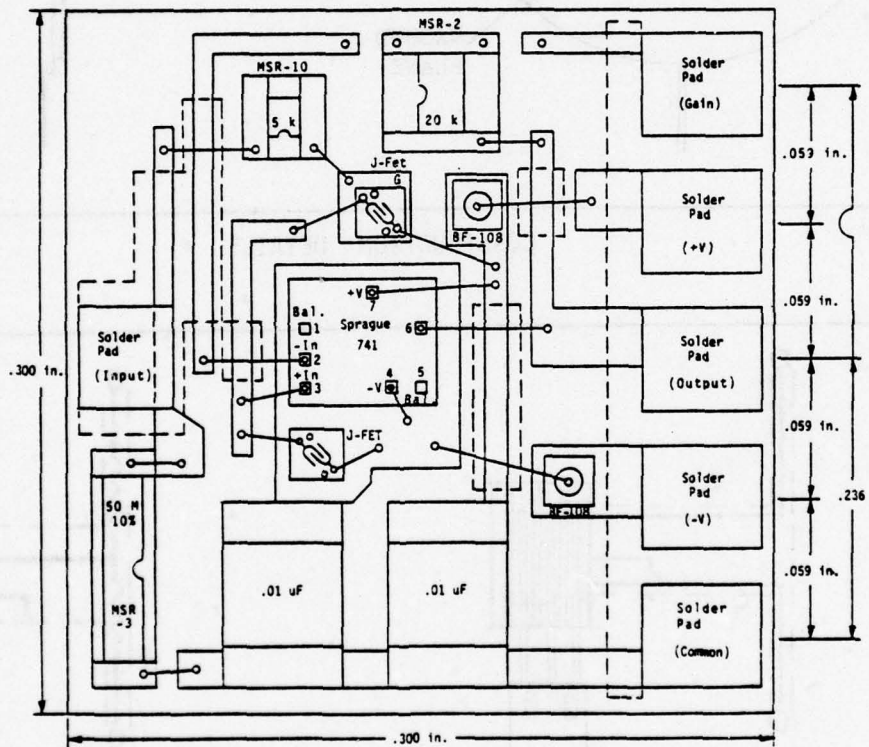 MSR-2
MSR-10
5 k
20 k
Solder
Pad
(Gain)
.059 in.
J-Fet
G
BF-108
Solder
Pad
(+V)
.059 in.
+V
7
Bal.
1
Sprague
741
6
-In
2
+In
3
4
-V
5
Bal
Solder
Pad
(Input)
.300 in.
Solder
Pad
(Output)
.059 in.
J-FET
BF-108
Solder
Pad
(-V)
.236
.059 in.
50 M
10%
MSR
-3
.01 uF
.01 uF
Solder
Pad
(Common)
.300 in.